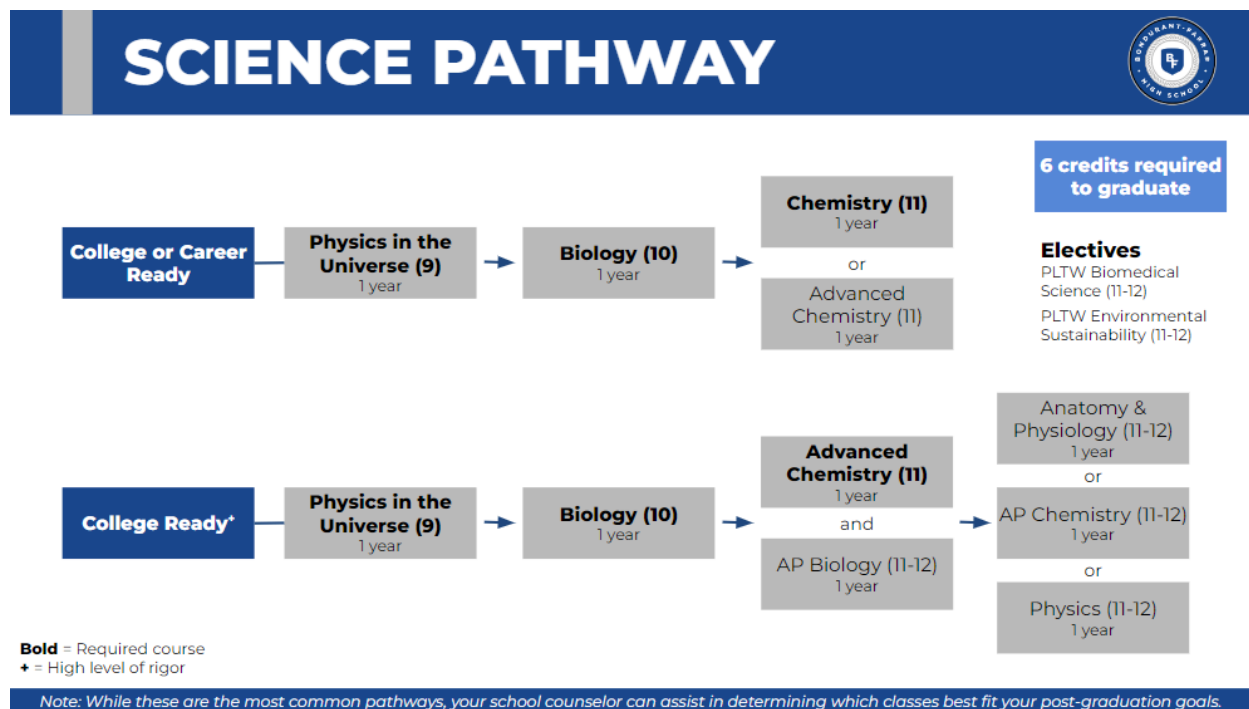 SCIENCE PATHWAY
BONDURANT-FARRAR
BF
HIGH SCHOOL
6 credits required
to graduate
Electives
PLTW Biomedical
Science (11-12)
PLTW Environmental
Sustainability (11-12)
College or Career
Ready
Physics in the
Universe (9)
1 year
Biology (10)
1 year
Chemistry (11)
1 year
or
Advanced
Chemistry (11)
1 year
College Ready+
Physics in the
Universe (9)
1 year
Biology (10)
1 year
Advanced
Chemistry (11)
1 year
and
AP Biology (11-12)
1 year
Anatomy &
Physiology (11-12)
1 year
or
AP Chemistry (11-12)
1 year
or
Physics (11-12)
1 year
Bold = Required course
+ = High level of rigor
Note: While these are the most common pathways, your school counselor can assist in determining which classes best fit your post-graduation goals.